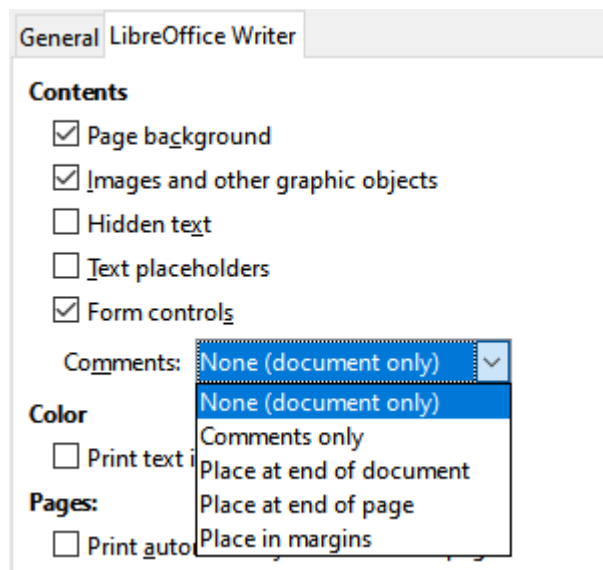 General LibreOffice Writer
Contents
Page background
Images and other graphic objects
Hidden text
Text placeholders
Form controls
Comments: None (document only)
None (document only)
Color
Comments only
Print text i
Place at end of document
Pages:
Place at end of page
Print autor
Place in margins